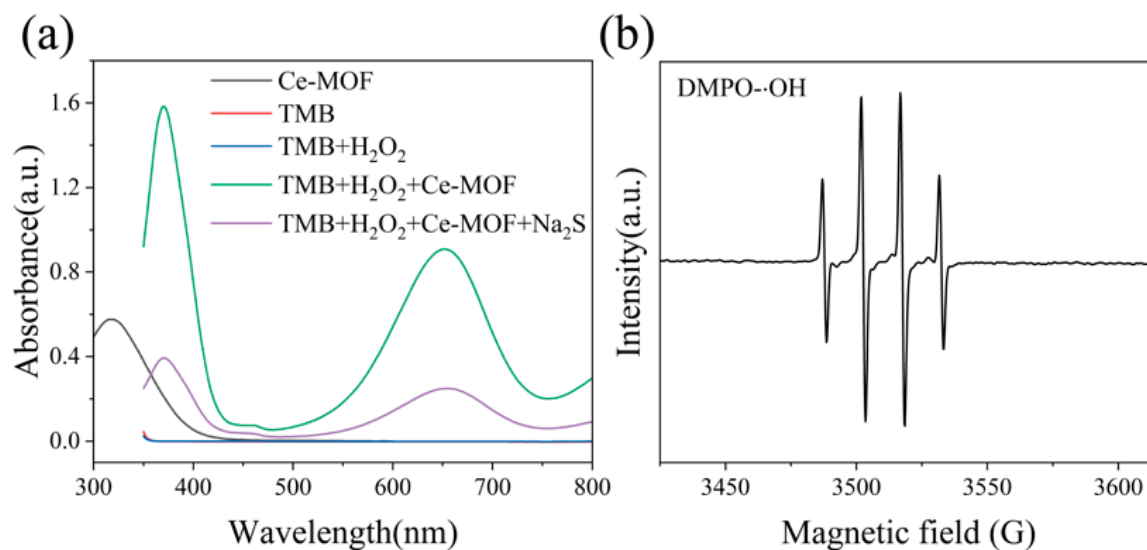 (a)
Absorbance(a.u.)
1.6
1.2
0.8
0.4
0.0
Ce-MOF
TMB
TMB+H₂O₂
TMB+H₂O₂+Ce-MOF
TMB+H₂O₂+Ce-MOF+Na₂S
300 400 500 600 700 800
Wavelength(nm)
(b)
Intensity(a.u.)
DMPO-·OH
3450 3500 3550 3600
Magnetic field (G)